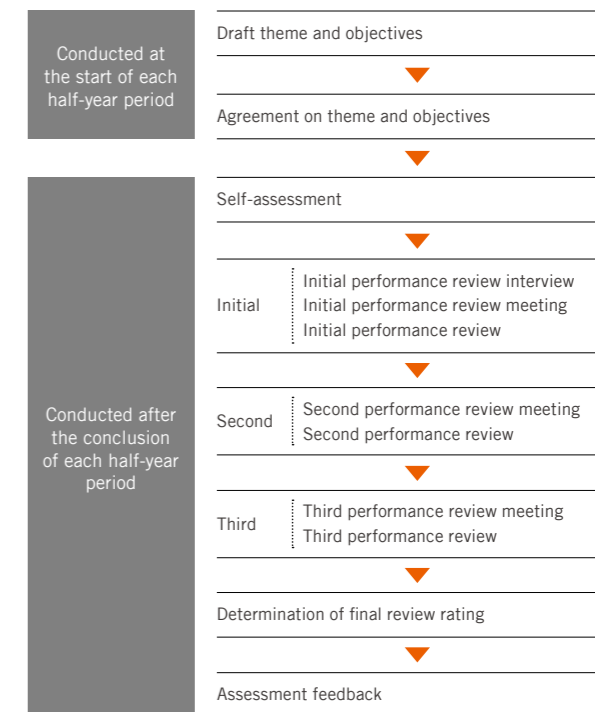 Conducted at
the start of each
half-year period
Draft theme and objectives
Agreement on theme and objectives
Conducted after
the conclusion
of each half-year
period
Self-assessment
Initial
Initial performance review interview
Initial performance review meeting
Initial performance review
Second
Second performance review meeting
Second performance review
Third
Third performance review meeting
Third performance review
Determination of final review rating
Assessment feedback